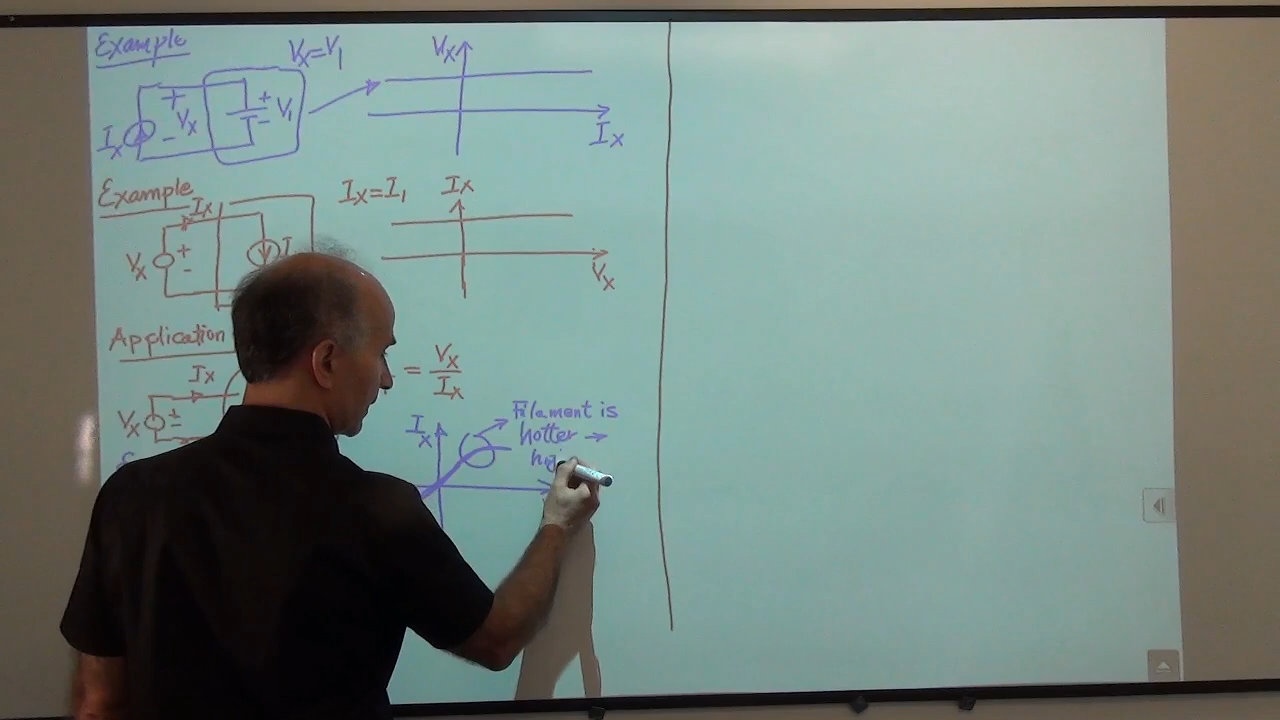 Example
Vx=V1
Vx
+
Vx
-
+
-
V1
Ix
Ix
Example
Ix
Ix=I1
Ix
Vx
+
-
I
Vx
Application
Ix
= Vx
Ix
Vx
±
Ix
Filament is
hotter →